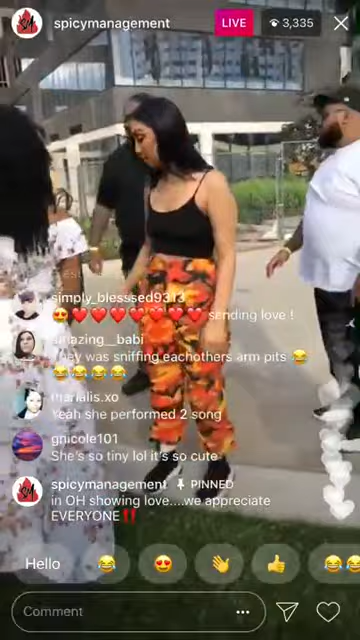 spicymanagement
LIVE
3,335
simply_blesssed9313
😍❤️❤️❤️❤️❤️❤️❤️ sending love !
amazing__babi
They was sniffing eachothers arm pits 😂
😂😂😂😂
marialis.xo
Yeah she performed 2 song
gnicole101
She's so tiny lol it's so cute
spicymanagement PINNED
in OH showing love....we appreciate
EVERYONE‼️
Hello 😂 😍 👋 👍 😂😂
Comment